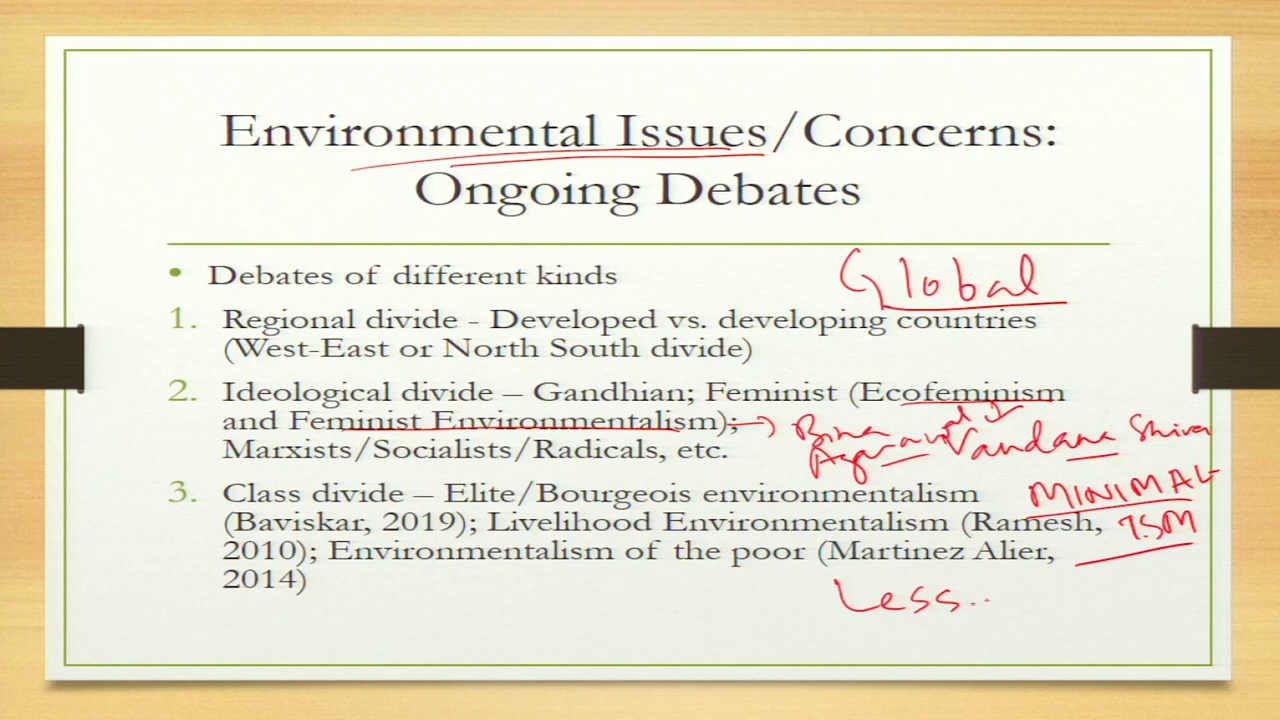 Environmental Issues/Concerns:
Ongoing Debates
• Debates of different kinds
Global
1. Regional divide - Developed vs. developing countries
(West-East or North South divide)
2. Ideological divide – Gandhian; Feminist (Ecofeminism
and Feminist Environmentalism);
Bina
Agarwal
Vandana Shiva
Marxists/Socialists/Radicals, etc.
3. Class divide – Elite/Bourgeois environmentalism
MINIMAL
(Baviskar, 2019); Livelihood Environmentalism (Ramesh,
ISM
2010); Environmentalism of the poor (Martinez Alier,
2014)
Less..